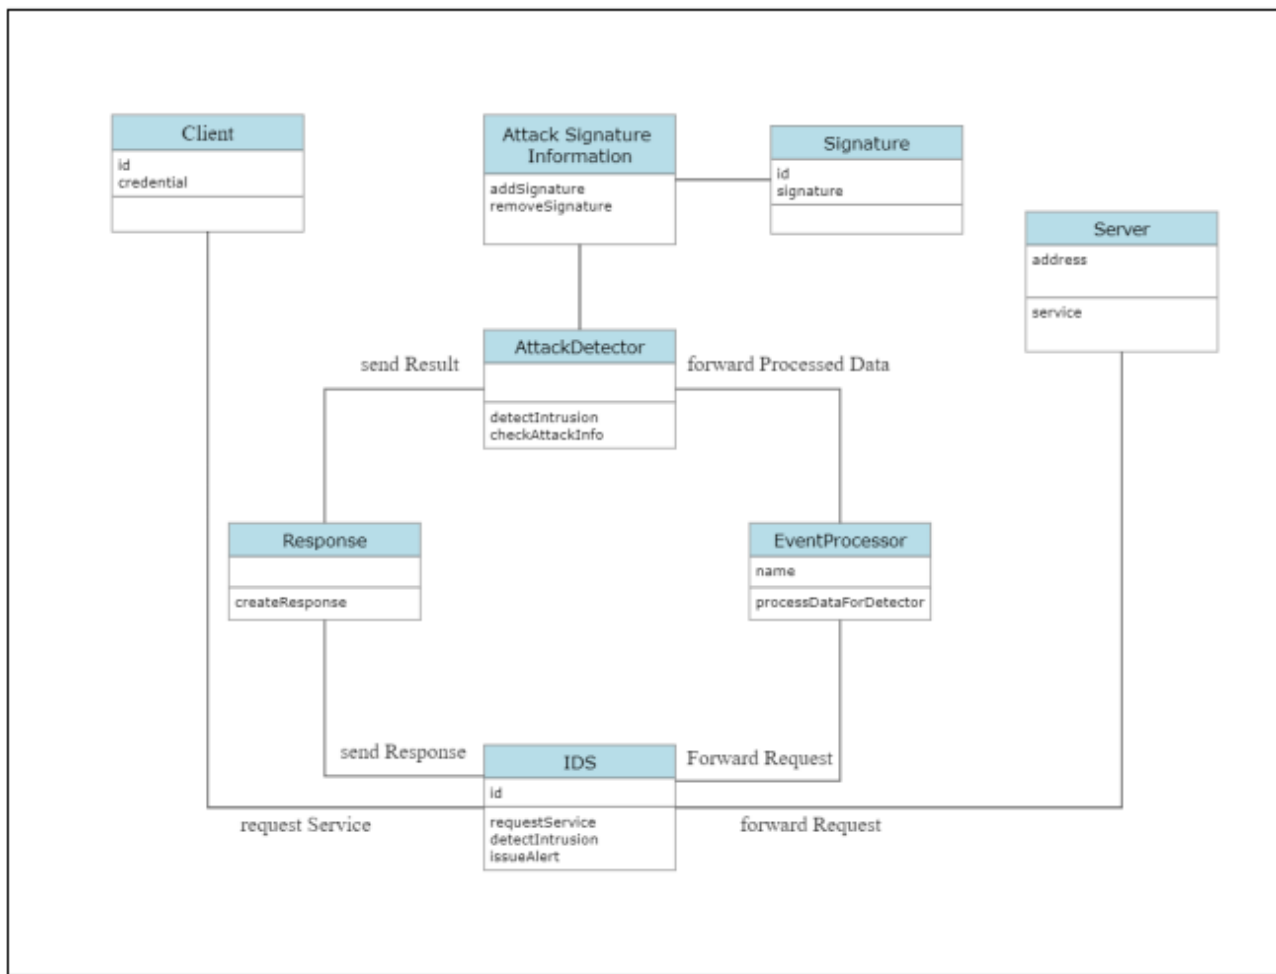 Client
id
credential
Attack Signature
Information
addSignature
removeSignature
Signature
id
signature
Server
address
service
AttackDetector
detectIntrusion
checkAttackInfo
send Result
forward Processed Data
Response
createResponse
EventProcessor
name
processDataForDetector
send Response
IDS
id
requestService
detectIntrusion
issueAlert
Forward Request
request Service
forward Request